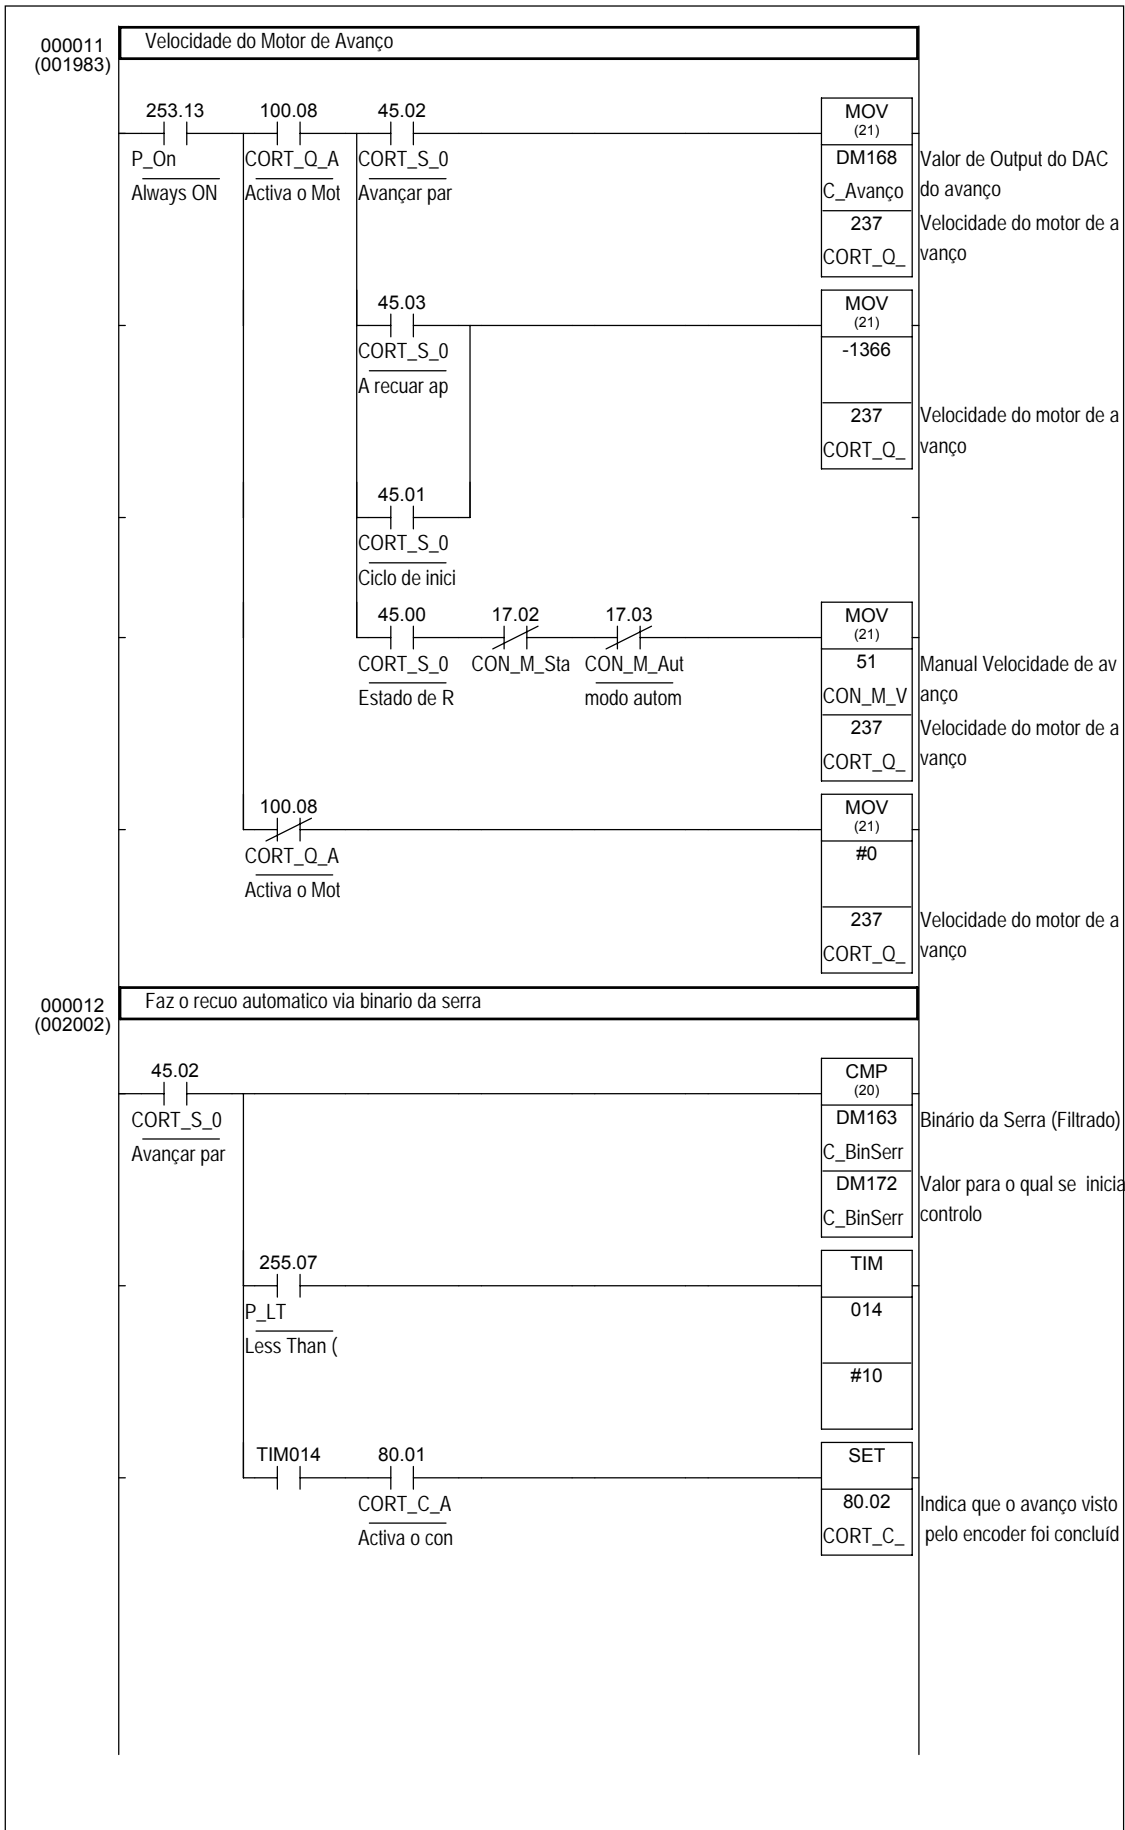 000011
(001983)
Velocidade do Motor de Avanço
253.13 100.08 45.02
P_On CORT_Q_A CORT_S_0
Always ON Activa o Mot Avançar par
MOV
(21)
DM168 Valor de Output do DAC
C_Avanço do avanço
237 Velocidade do motor de a
CORT_Q_ vanço
45.03
CORT_S_0
A recuar ap
MOV
(21)
-1366
237 Velocidade do motor de a
CORT_Q_ vanço
45.01
CORT_S_0
Ciclo de inici
45.00 17.02 17.03
CORT_S_0 CON_M_Sta CON_M_Aut
Estado de R modo autom
MOV
(21)
51 Manual Velocidade de av
CON_M_V anço
237 Velocidade do motor de a
CORT_Q_ vanço
100.08
CORT_Q_A
Activa o Mot
MOV
(21)
#0
237 Velocidade do motor de a
CORT_Q_ vanço
000012
(002002)
Faz o recuo automatico via binario da serra
45.02
CORT_S_0
Avançar par
CMP
(20)
DM163 Binário da Serra (Filtrado)
C_BinSerr
DM172 Valor para o qual se inicia
C_BinSerr controlo
255.07
P_LT
Less Than (
TIM
014
#10
TIM014 80.01
CORT_C_A
Activa o con
SET
80.02 Indica que o avanço visto
CORT_C_ pelo encoder foi concluíd